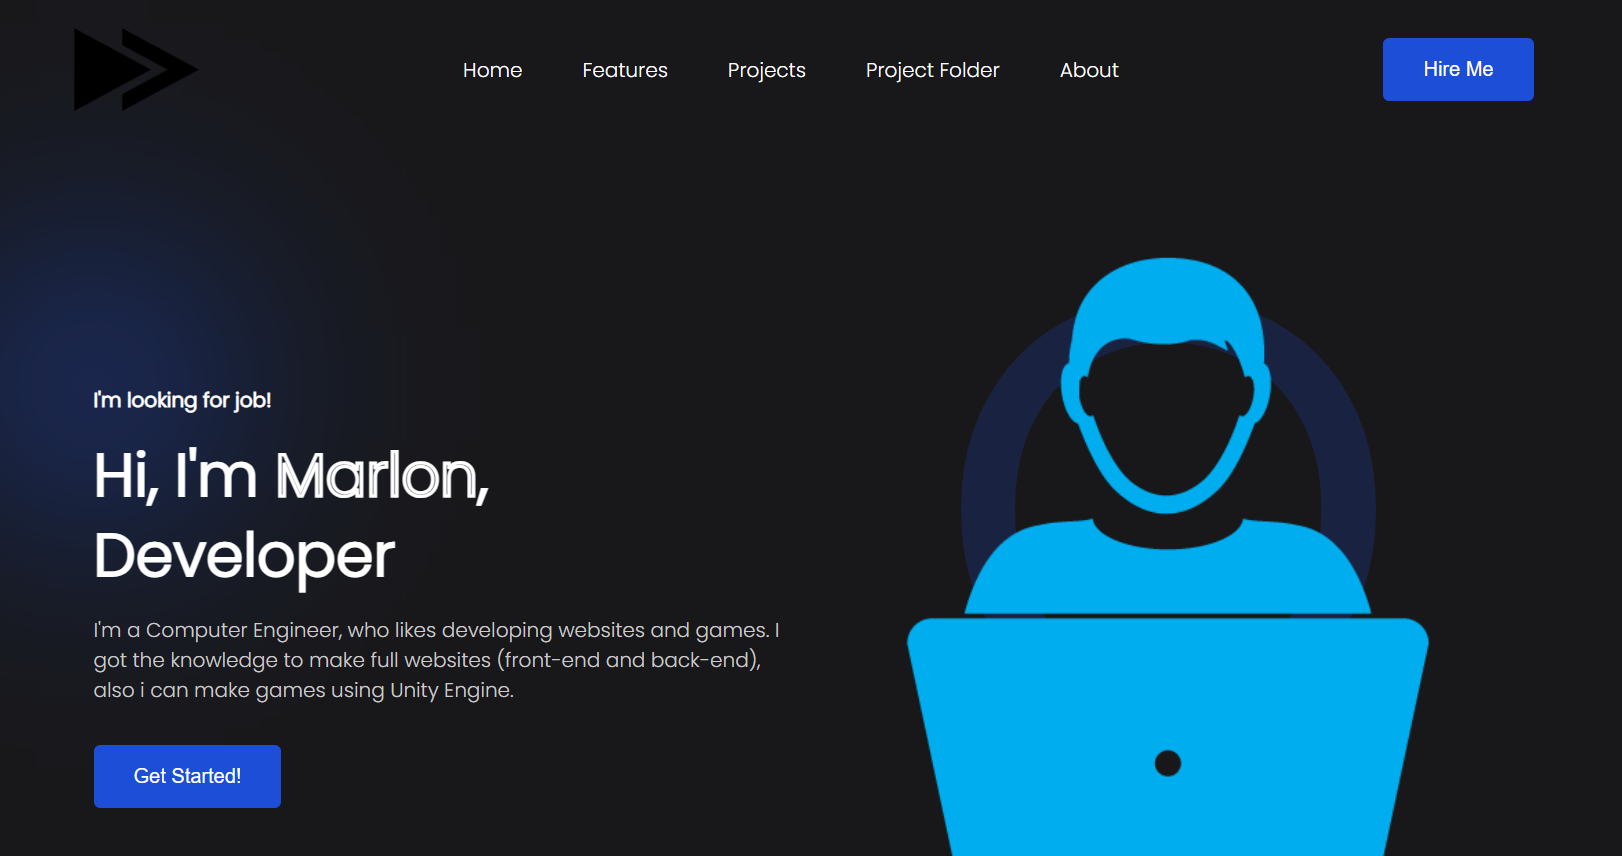 Home
Features
Projects
Project Folder
About
Hire Me
I'm looking for job!
Hi, I'm Marlon,
Developer
I'm a Computer Engineer, who likes developing websites and games. I
got the knowledge to make full websites (front-end and back-end),
also i can make games using Unity Engine.
Get Started!